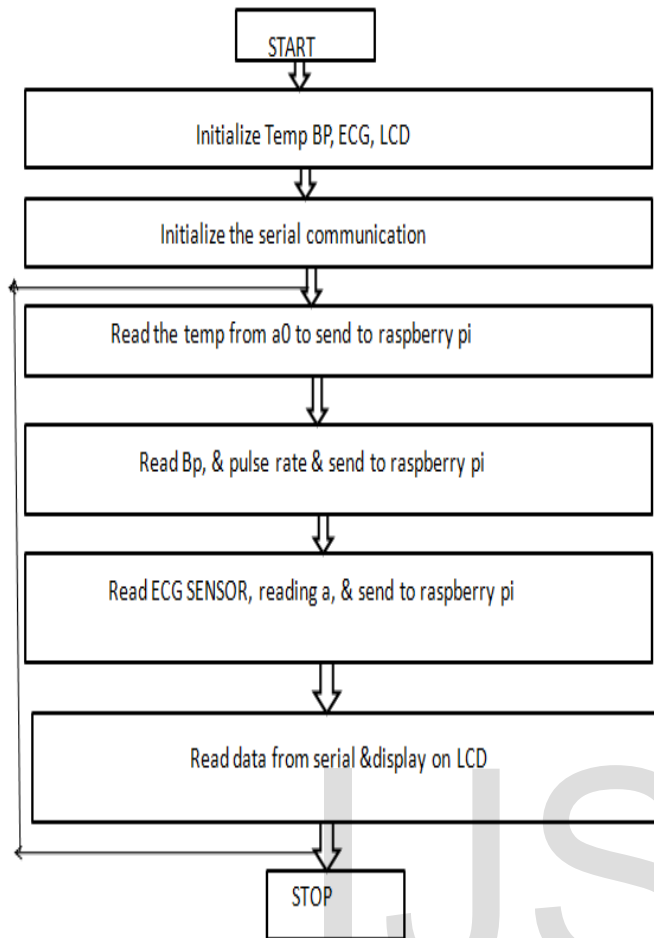 START
Initialize Temp BP, ECG, LCD
Initialize the serial communication
Read the temp from a0 to send to raspberry pi
Read Bp, & pulse rate & send to raspberry pi
Read ECG SENSOR, reading a, & send to raspberry pi
Read data from serial &display on LCD
STOP
IJS